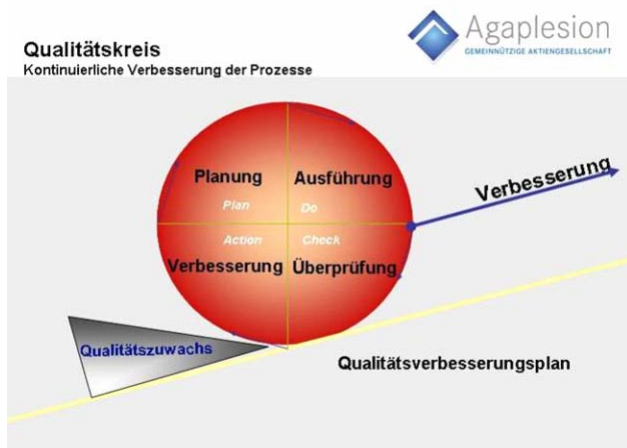 Agaplesion
GEMEINNÜTZIGE AKTIENGESELLSCHAFT
Qualitätskreis
Kontinuierliche Verbesserung der Prozesse
Planung
Ausführung
Plan
Do
Action
Check
Verbesserung
Überprüfung
Verbesserung
Qualitätszuwachs
Qualitätsverbesserungsplan